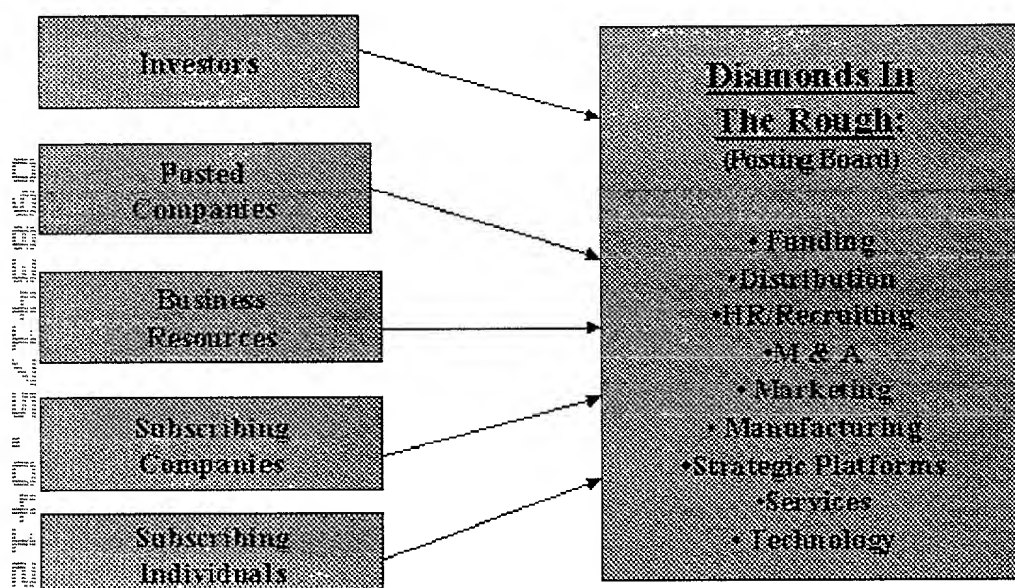 Investors
Posted
Companies
Business
Resources
Subscribing
Companies
Subscribing
Individuals
Diamonds In
The Rough:
(Posting Board)
• Funding
Distribution
•HR/Recruiting
•M & A
• Marketing
• Manufacturing
•Strategic Platforms
•Services
• Technology